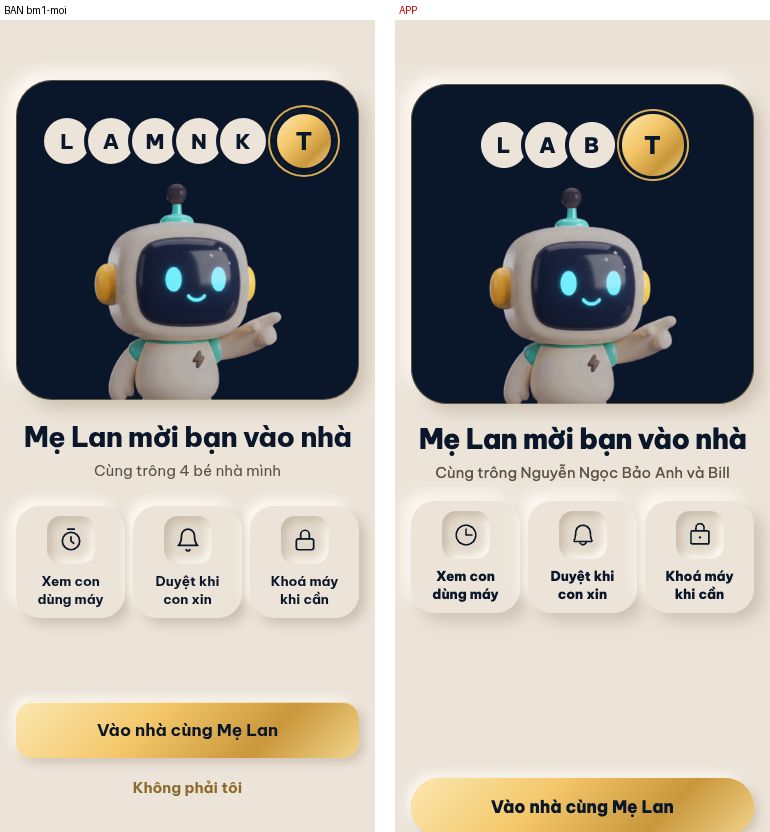 BAN bm1-moi
L A M N K T
Mẹ Lan mời bạn vào nhà
Cùng trông 4 bé nhà mình
Xem con
dùng máy
Duyệt khi
con xin
Khoá máy
khi cần
Vào nhà cùng Mẹ Lan
Không phải tôi
APP
L A B T
Mẹ Lan mời bạn vào nhà
Cùng trông Nguyễn Ngọc Bảo Anh và Bill
Xem con
dùng máy
Duyệt khi
con xin
Khoá máy
khi cần
Vào nhà cùng Mẹ Lan